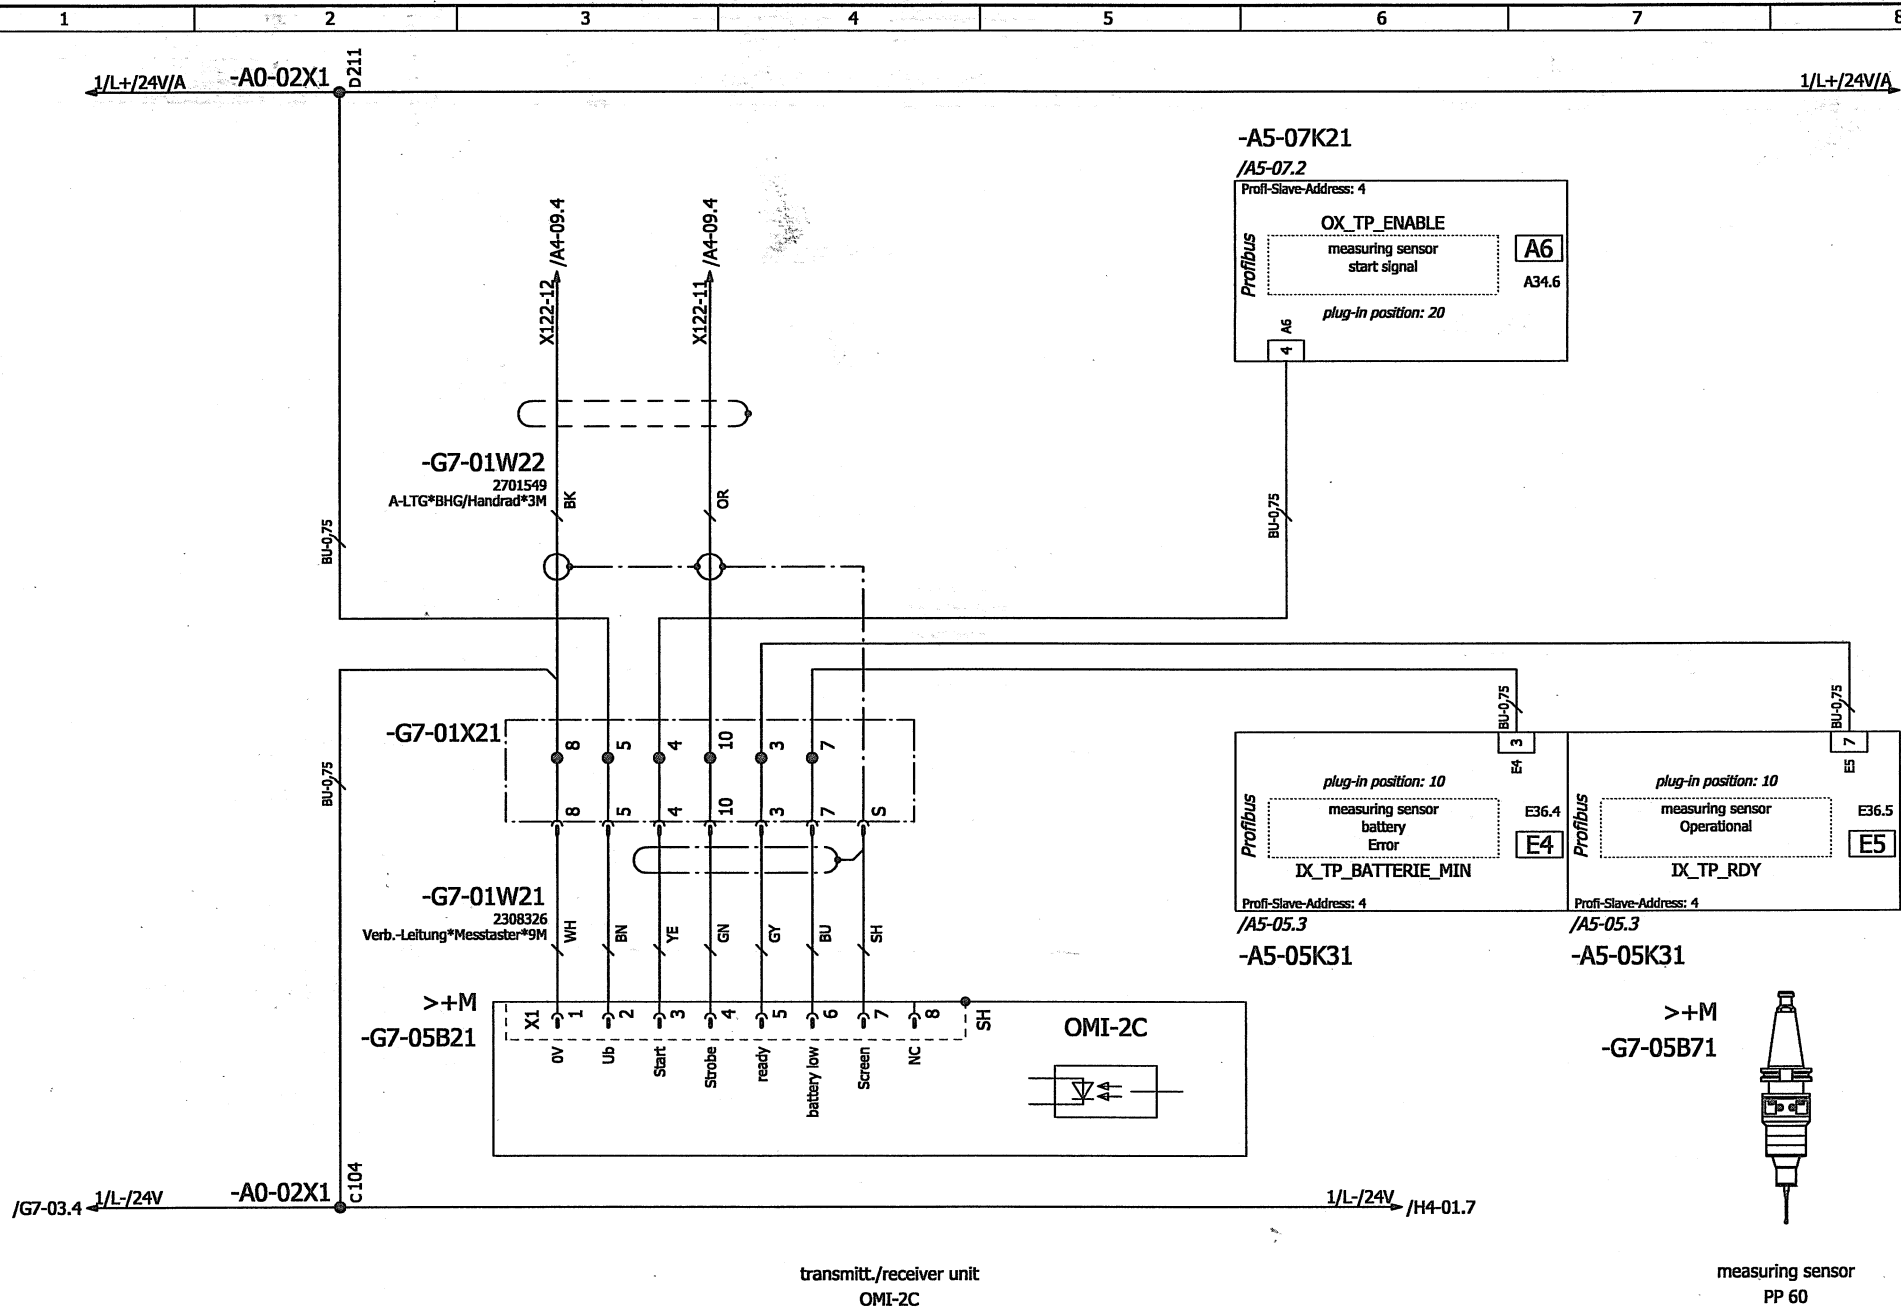 1 2 3 4 5 6 7 8
1/L+/24V/A
-A0-02X1
D211
1/L+/24V/A
-A5-07K21
/A5-07.2
Profi-Slave-Address: 4
OX_TP_ENABLE
Profibus
measuring sensor
start signal
A6
A34.6
plug-in position: 20
A6
4
X122-12
/A4-09.4
X122-11
/A4-09.4
-G7-01W22
2701549
A-LTG*BHG/Handrad*3M
BK
OR
BU-0,75
BU-0,75
BU-0,75
BU-0,75
BU-0,75
-G7-01X21
8 5 4 10 3 7
8 5 4 10 3 7 S
3
E4
plug-in position: 10
Profibus
measuring sensor
battery
Error
E36.4
E4
IX_TP_BATTERIE_MIN
Profi-Slave-Address: 4
/A5-05.3
-A5-05K31
7
E5
plug-in position: 10
Profibus
measuring sensor
Operational
E36.5
E5
IX_TP_RDY
Profi-Slave-Address: 4
/A5-05.3
-A5-05K31
-G7-01W21
2308326
Verb.-Leitung*Messtaster*9M
WH BN YE GN GY BU SH
>+M
-G7-05B21
X1 1 2 3 4 5 6 7 8 SH
0V
Ub
Start
Strobe
ready
battery low
Screen
NC
OMI-2C
>+M
-G7-05B71
/G7-03.4
1/L-/24V
-A0-02X1
C104
1/L-/24V
/H4-01.7
transmitt./receiver unit
OMI-2C
measuring sensor
PP 60